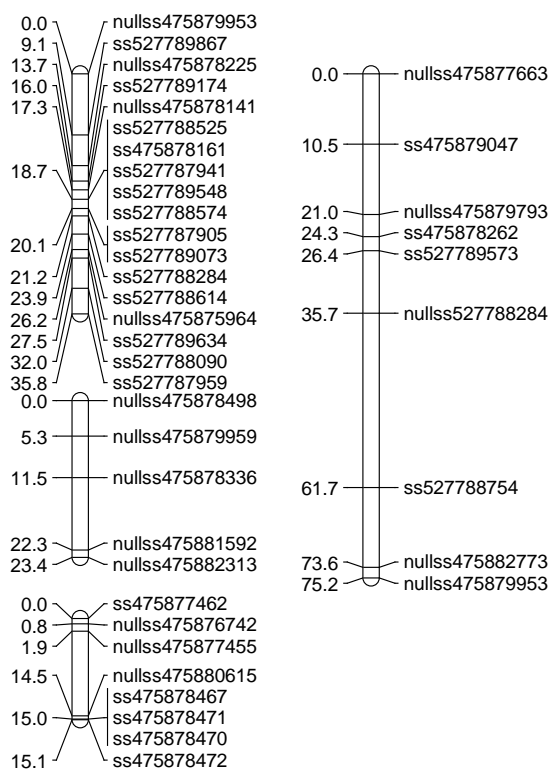 0.0 nullss475879953
9.1 ss527789867
13.7 nullss475878225
16.0 ss527789174
17.3 nullss475878141
ss527788525
ss475878161
18.7 ss527787941
ss527789548
ss527788574
ss527787905
20.1 ss527789073
21.2 ss527788284
23.9 ss527788614
26.2 nullss475875964
27.5 ss527789634
32.0 ss527788090
35.8 ss527787959
0.0 nullss475878498
5.3 nullss475879959
11.5 nullss475878336
22.3 nullss475881592
23.4 nullss475882313
0.0 ss475877462
0.8 nullss475876742
1.9 nullss475877455
14.5 nullss475880615
ss475878467
15.0 ss475878471
ss475878470
15.1 ss475878472
0.0 nullss475877663
10.5 ss475879047
21.0 nullss475879793
24.3 ss475878262
26.4 ss527789573
35.7 nullss527788284
61.7 ss527788754
73.6 nullss475882773
75.2 nullss475879953